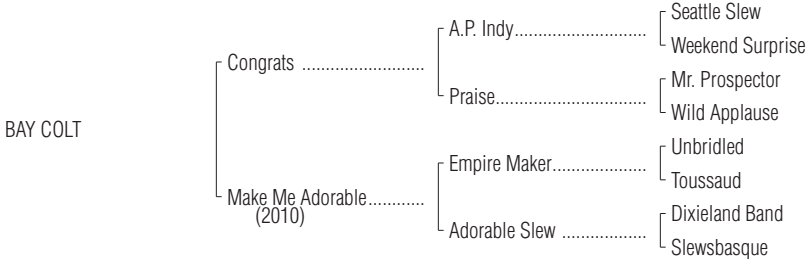 Seattle Slew
A.P. Indy..............................
Weekend Surprise
Congrats ..........................
Mr. Prospector
Praise..................................
Wild Applause
BAY COLT
Unbridled
Empire Maker......................
Toussaud
Make Me Adorable............
(2010)
Dixieland Band
Adorable Slew ....................
Slewsbasque